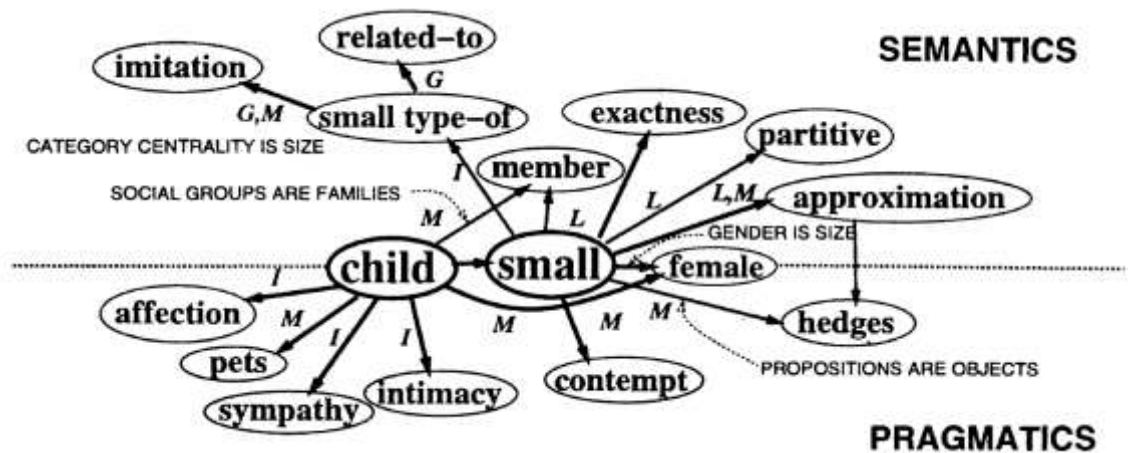 related-to
SEMANTICS
imitation
G
G,M
small type-of
exactness
CATEGORY CENTRALITY IS SIZE
partitive
member
I
SOCIAL GROUPS ARE FAMILIES
L
L,M
approximation
M
L
GENDER IS SIZE
child
small
female
I
affection
M
M
M
M
hedges
I
I
pets
PROPOSITIONS ARE OBJECTS
intimacy
contempt
sympathy
PRAGMATICS